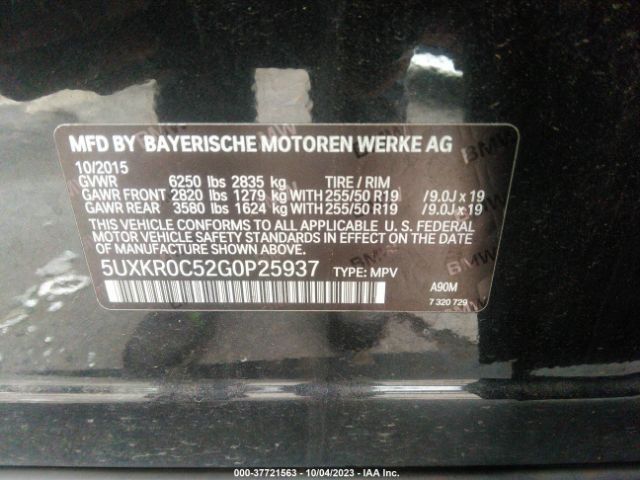 MFD BY BAYERISCHE MOTOREN WERKE AG
10/2015
GVWR 6250 lbs 2835 kg TIRE / RIM
GAWR FRONT 2820 lbs 1279 kg WITH 255/50 R19 /9.0J x 19
GAWR REAR 3580 lbs 1624 kg WITH 255/50 R19 /9.0J x 19
THIS VEHICLE CONFORMS TO ALL APPLICABLE U. S. FEDERAL
MOTOR VEHICLE SAFETY STANDARDS IN EFFECT ON THE DATE OF
MANUFACTURE SHOWN ABOVE.
5UXKR0C52G0P25937 TYPE: MPV
A90M
7 320 729
BMW
BMW
BMW
000-37721563 - 10/04/2023 - IAA Inc.